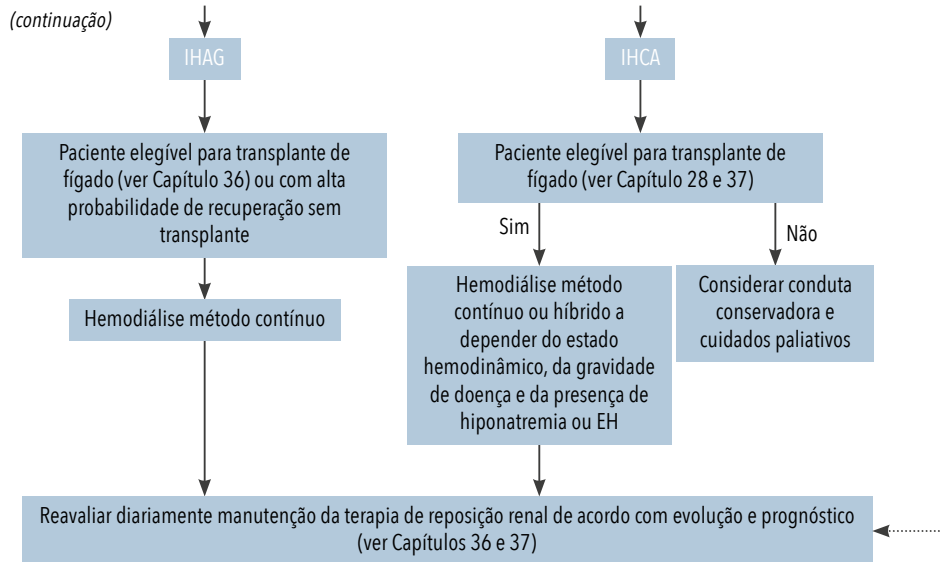 (continuação)
IHAG
IHCA
Paciente elegível para transplante de
fígado (ver Capítulo 36) ou com alta
probabilidade de recuperação sem
transplante
Paciente elegível para transplante de
fígado (ver Capítulo 28 e 37)
Sim
Não
Hemodiálise método contínuo
Hemodiálise método
contínuo ou híbrido a
depender do estado
hemodinâmico, da gravidade
de doença e da presença de
hiponatremia ou EH
Considerar conduta
conservadora e
cuidados paliativos
Reavaliar diariamente manutenção da terapia de reposição renal de acordo com evolução e prognóstico
(ver Capítulos 36 e 37)